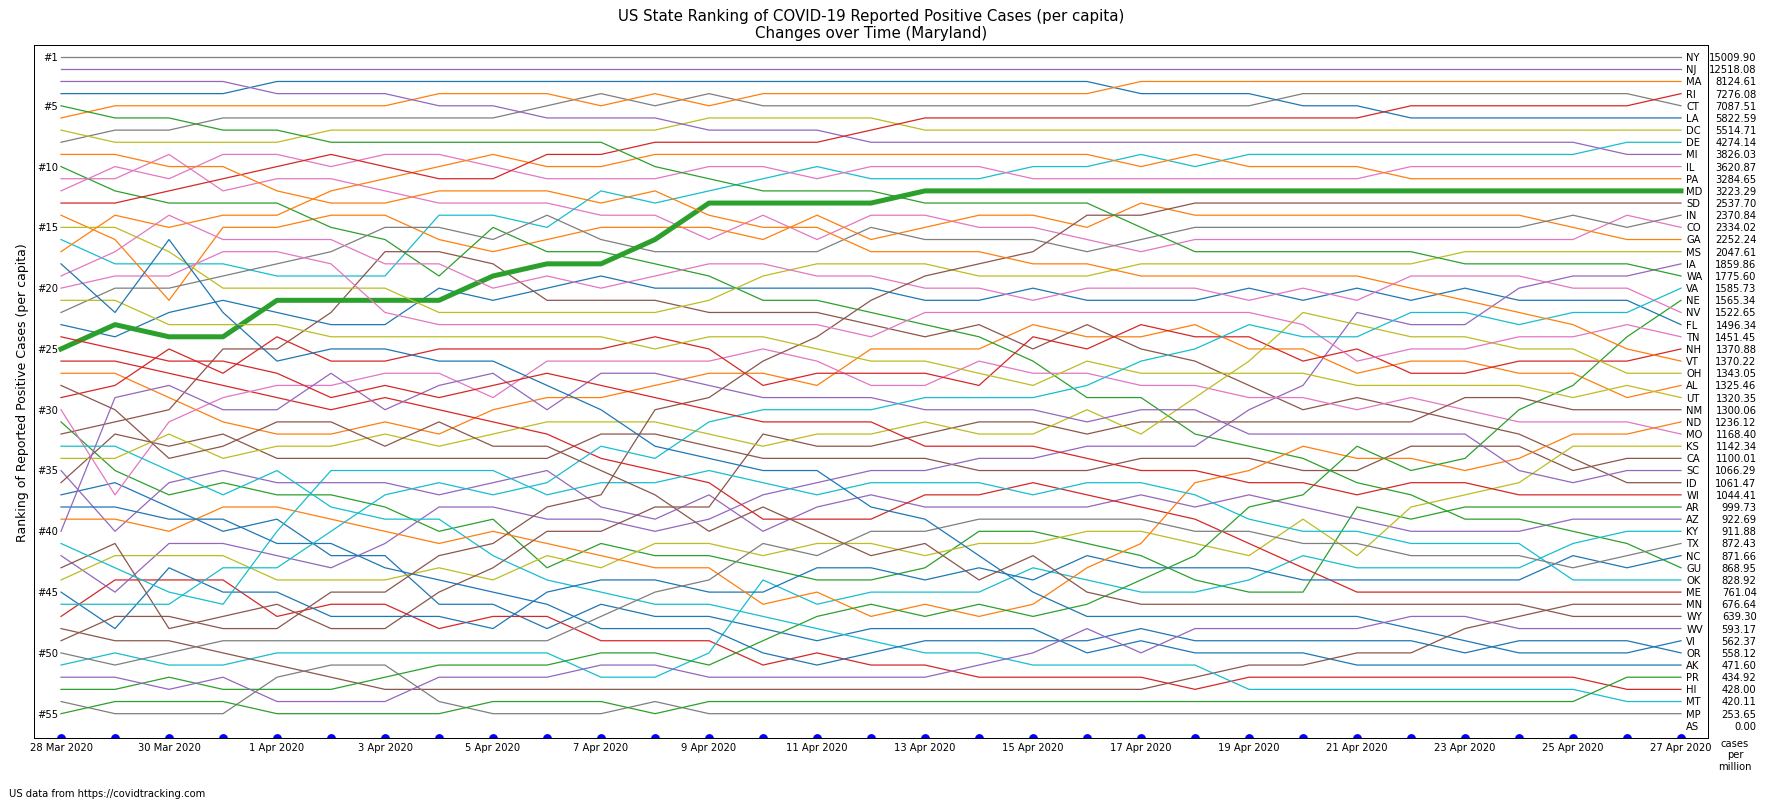 US State Ranking of COVID-19 Reported Positive Cases (per capita)
Changes over Time (Maryland)
Ranking of Reported Positive Cases (per capita)
#1
#5
#10
#15
#20
#25
#30
#35
#40
#45
#50
#55
NY 15009.90
NJ 12518.08
MA 8124.61
RI 7276.08
CT 7087.51
LA 5822.59
DC 5514.71
DE 4274.14
MI 3826.03
IL 3620.87
PA 3284.65
MD 3223.29
SD 2537.70
IN 2370.84
CO 2334.02
GA 2252.24
MS 2047.61
IA 1859.86
WA 1775.60
VA 1585.73
NE 1565.34
NV 1522.65
FL 1496.34
TN 1451.45
NH 1370.88
VT 1370.22
OH 1343.05
AL 1325.46
UT 1320.35
NM 1300.06
ND 1236.12
MO 1168.40
KS 1142.34
CA 1100.01
SC 1066.29
ID 1061.47
WI 1044.41
AR 999.73
AZ 922.69
KY 911.88
TX 872.43
NC 871.66
GU 868.95
OK 828.92
ME 761.04
MN 676.64
WY 639.30
WV 593.17
VI 562.37
OR 558.12
AK 471.60
PR 434.92
HI 428.00
MT 420.11
MP 253.65
AS 0.00
28 Mar 2020 30 Mar 2020 1 Apr 2020 3 Apr 2020 5 Apr 2020 7 Apr 2020 9 Apr 2020 11 Apr 2020 13 Apr 2020 15 Apr 2020 17 Apr 2020 19 Apr 2020 21 Apr 2020 23 Apr 2020 25 Apr 2020 27 Apr 2020
cases
per
million
US data from https://covidtracking.com